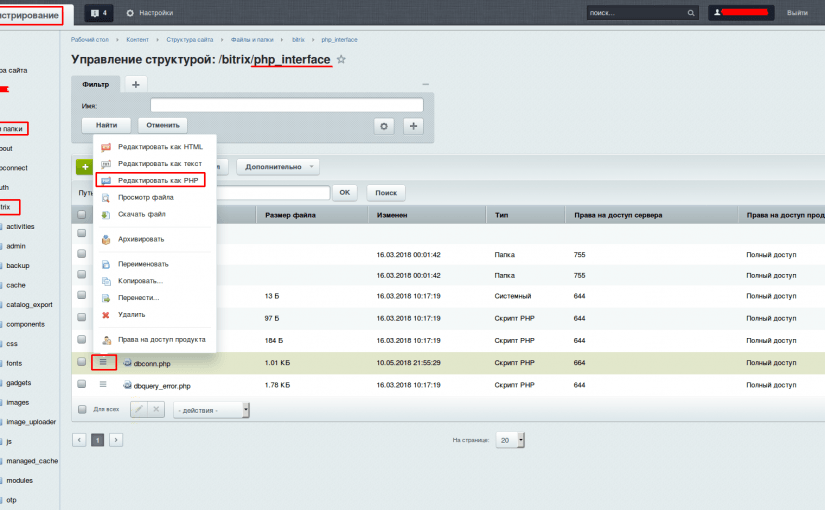 истрирование
4
Настройки
поиск...
Выйти
Рабочий стол
Контент
Структура сайта
Файлы и папки
bitrix
php_interface
ра сайта
Управление структурой: /bitrix/php_interface
Фильтр
Имя:
Найти
Отменить
и папки
bout
bconnect
uth
trix
activities
admin
backup
cache
catalog_export
components
css
fonts
gadgets
images
image_uploader
js
managed_cache
modules
otp
Редактировать как HTML
Редактировать как текст
Редактировать как PHP
Просмотр файла
Скачать файл
Архивировать
Переименовать
Копировать...
Перенести...
Удалить
Права на доступ продукта
Дополнительно
Путь
OK
Поиск
Размер файла Изменен Тип Права на доступ сервера Права на доступ прод
16.03.2018 00:01:42 Папка 755 Полный доступ
16.03.2018 00:01:42 Папка 755 Полный доступ
13 Б 16.03.2018 10:17:19 Системный 644 Полный доступ
97 Б 16.03.2018 10:17:19 Скрипт PHP 644 Полный доступ
184 Б 16.03.2018 10:17:19 Скрипт PHP 644 Полный доступ
dbconn.php 1.01 КБ 10.05.2018 21:55:29 Скрипт PHP 664 Полный доступ
dbquery_error.php 1.78 КБ 16.03.2018 10:17:19 Скрипт PHP 644 Полный доступ
Для всех
- действия -
1
На странице: 20